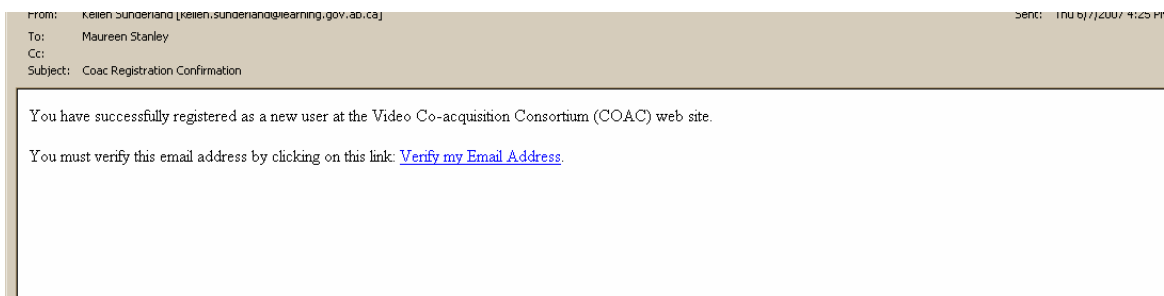 From: Kellen Sunderland [kellen.sunderland@learning.gov.ab.ca] Sent: Thu 6/7/2007 4:25 PM
To: Maureen Stanley
Cc:
Subject: Coac Registration Confirmation
You have successfully registered as a new user at the Video Co-acquisition Consortium (COAC) web site.
You must verify this email address by clicking on this link: Verify my Email Address.